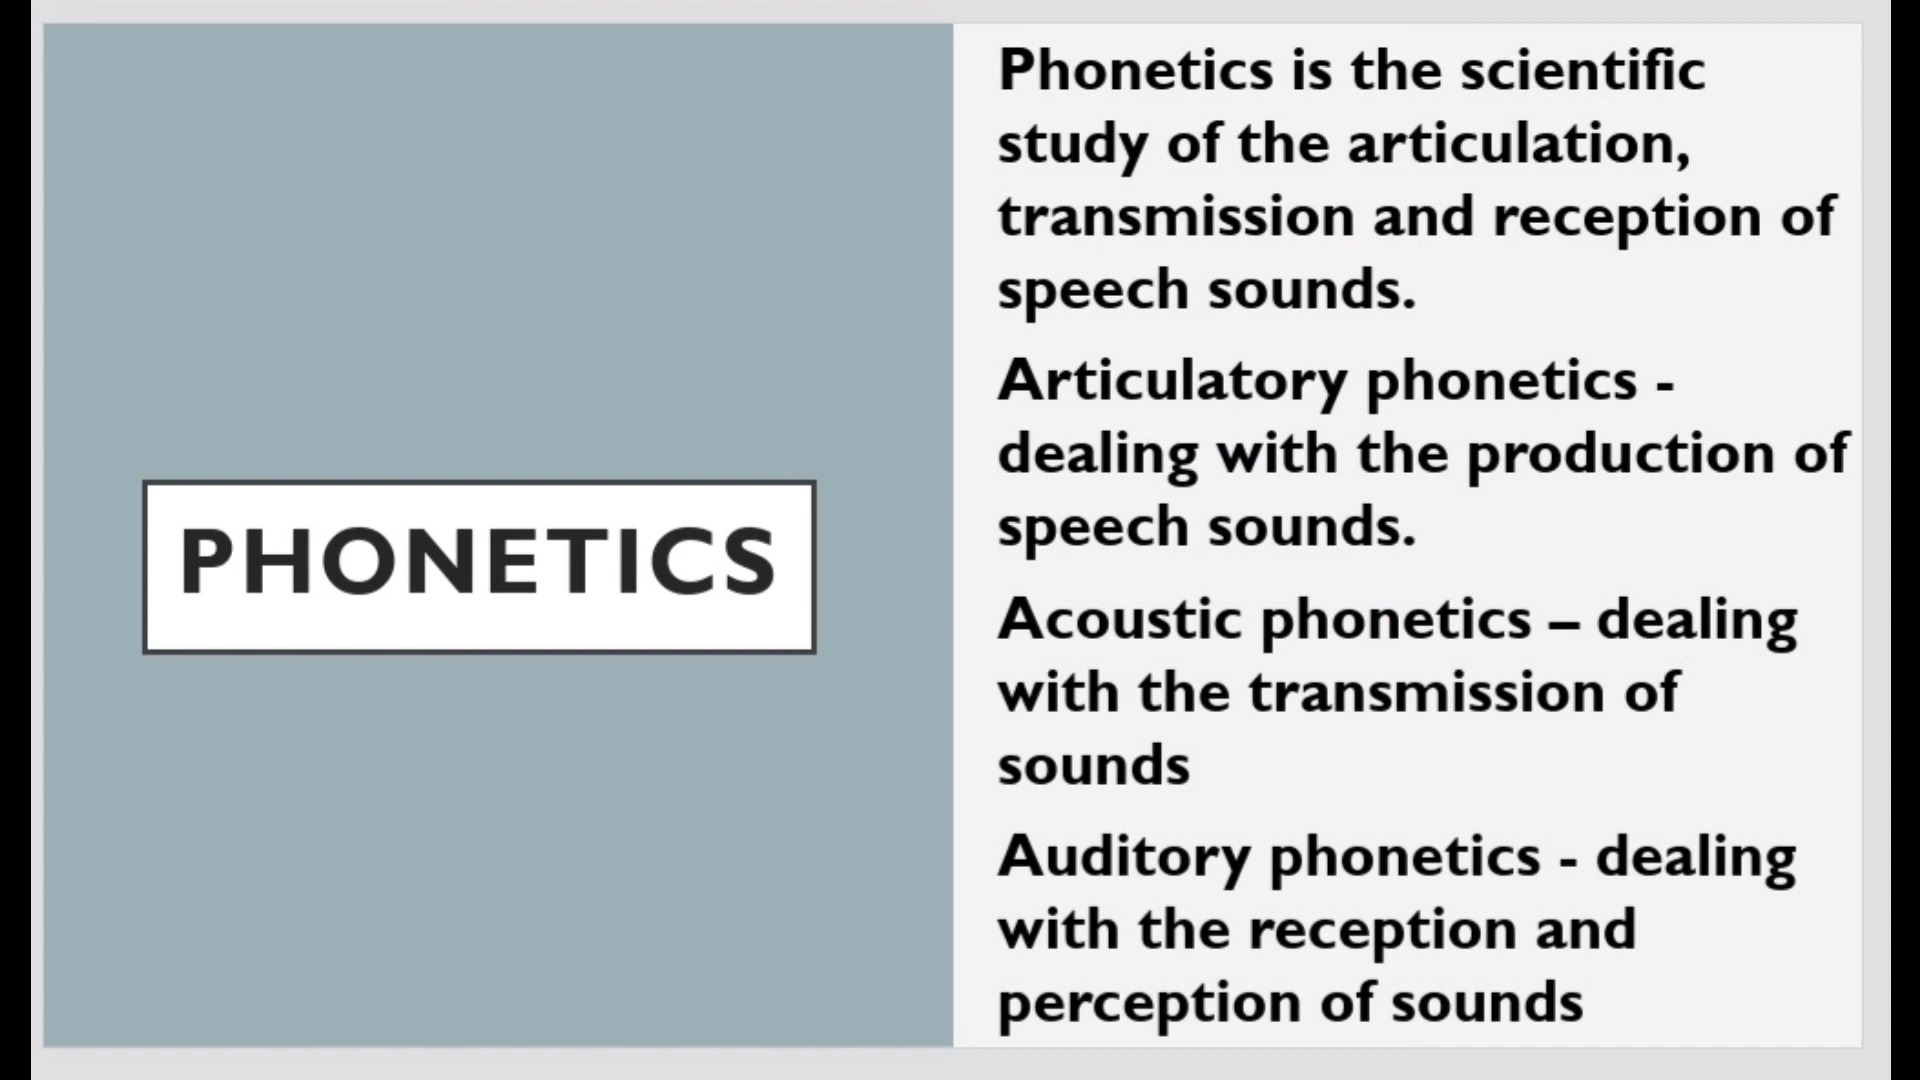 PHONETICS
Phonetics is the scientific
study of the articulation,
transmission and reception of
speech sounds.
Articulatory phonetics -
dealing with the production of
speech sounds.
Acoustic phonetics – dealing
with the transmission of
sounds
Auditory phonetics - dealing
with the reception and
perception of sounds